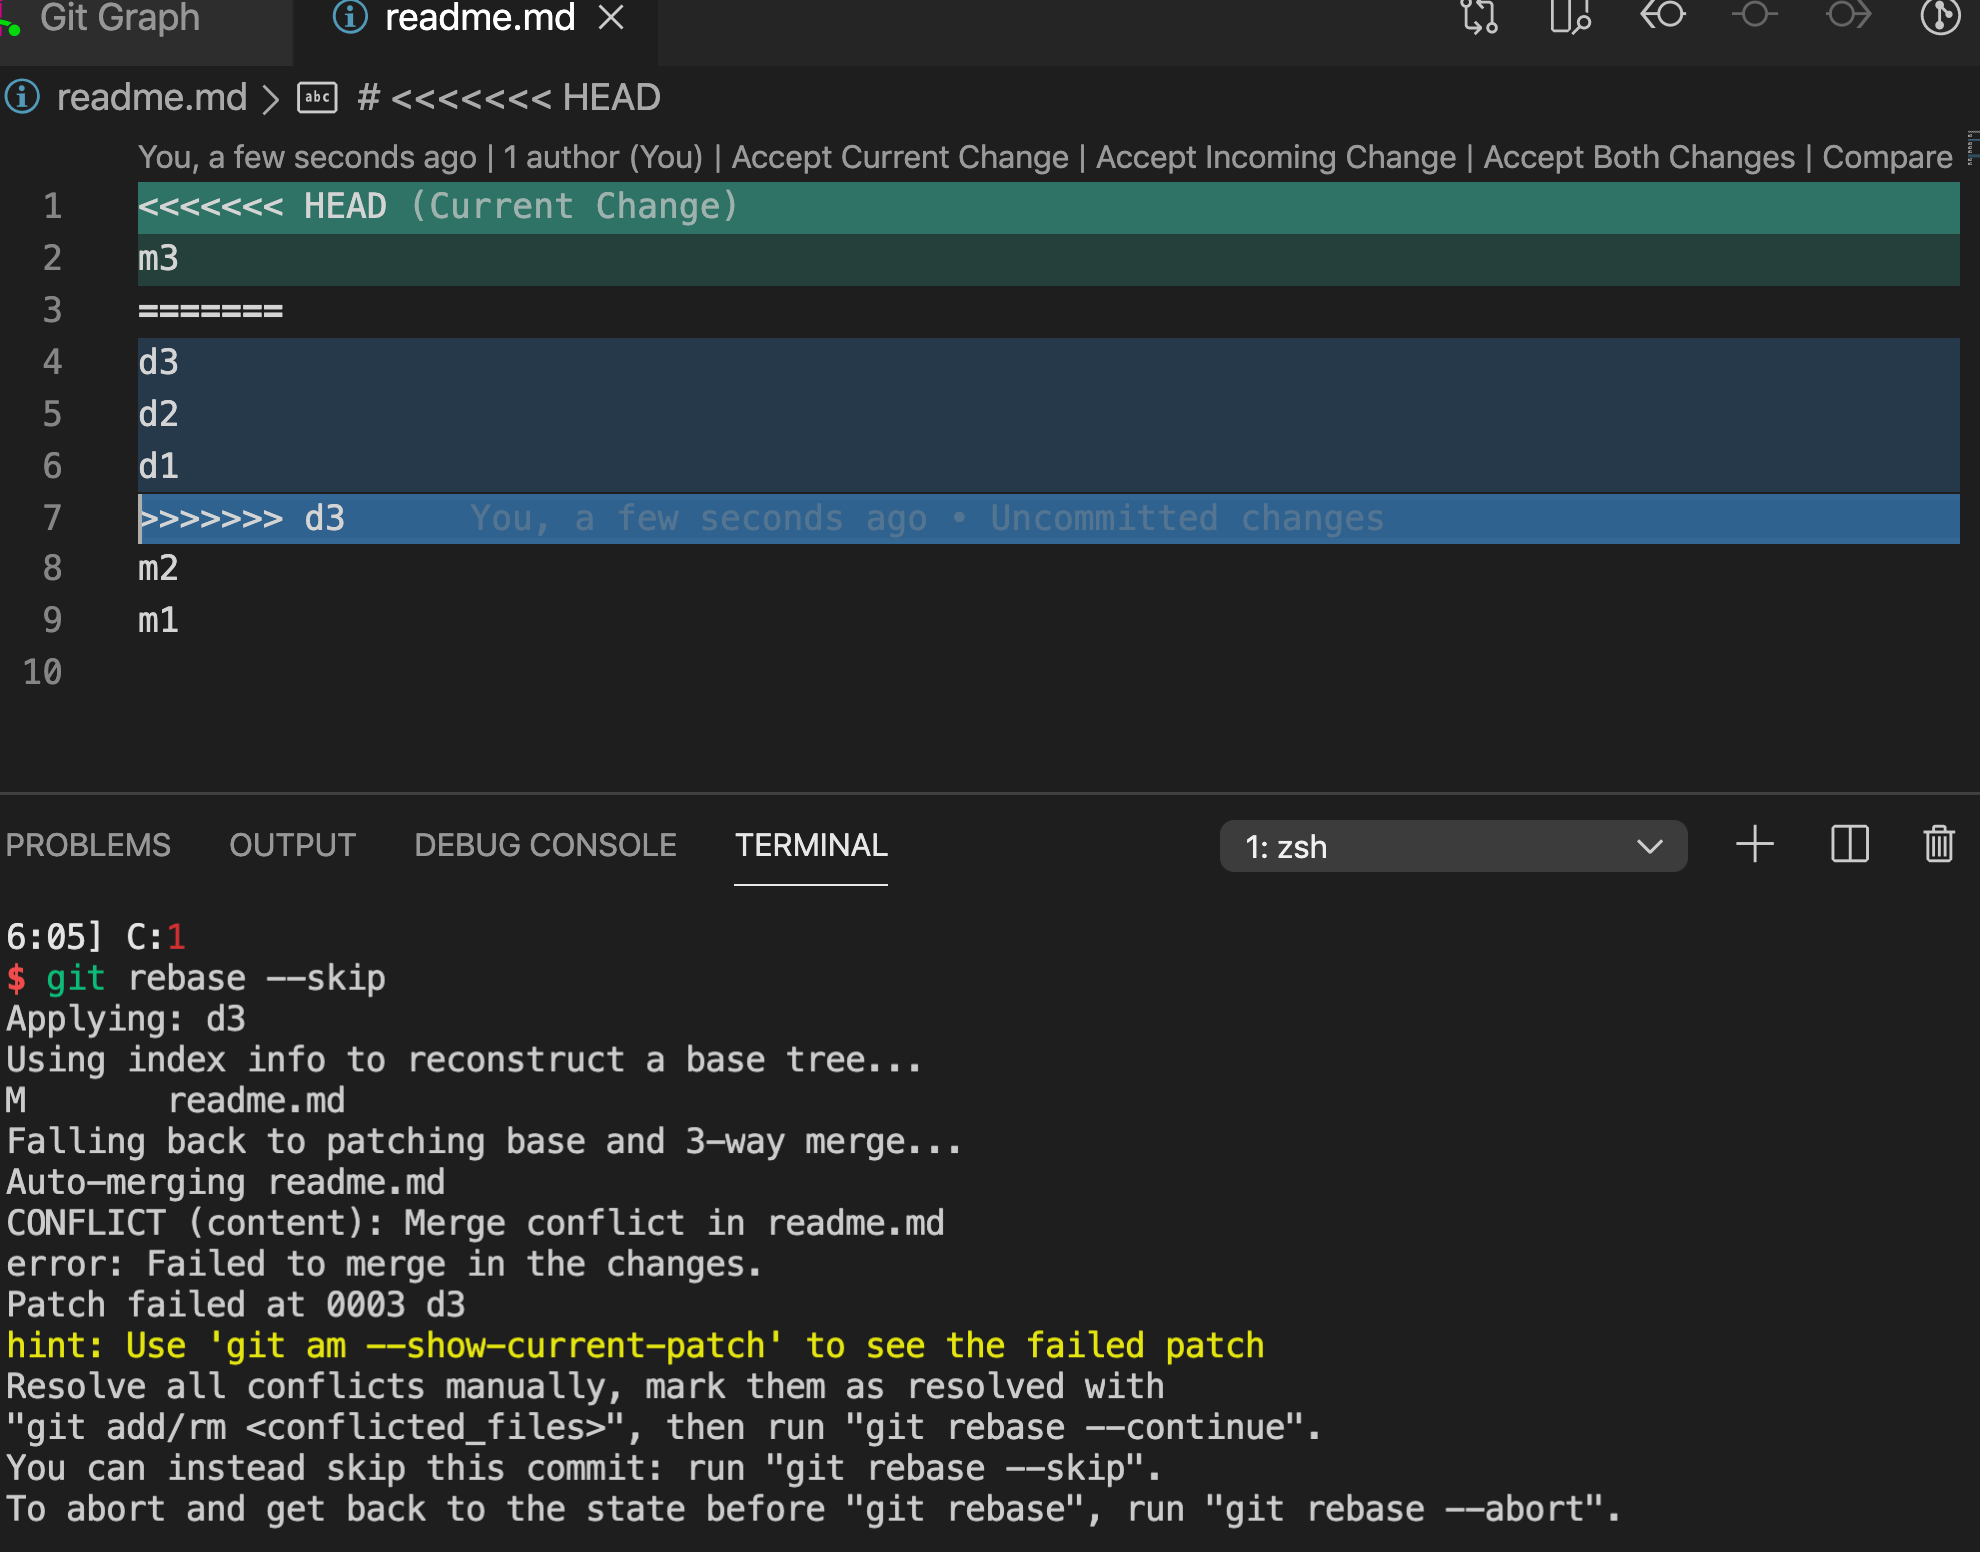 Git Graph readme.md
readme.md > abc # <<<<<<< HEAD
You, a few seconds ago | 1 author (You) | Accept Current Change | Accept Incoming Change | Accept Both Changes | Compare
1 <<<<<<< HEAD (Current Change)
2 m3
3 =======
4 d3
5 d2
6 d1
7 >>>>>>> d3 You, a few seconds ago • Uncommitted changes
8 m2
9 m1
10
PROBLEMS OUTPUT DEBUG CONSOLE TERMINAL 1: zsh
6:05] C:1
$ git rebase --skip
Applying: d3
Using index info to reconstruct a base tree...
M readme.md
Falling back to patching base and 3-way merge...
Auto-merging readme.md
CONFLICT (content): Merge conflict in readme.md
error: Failed to merge in the changes.
Patch failed at 0003 d3
hint: Use 'git am --show-current-patch' to see the failed patch
Resolve all conflicts manually, mark them as resolved with
"git add/rm <conflicted_files>", then run "git rebase --continue".
You can instead skip this commit: run "git rebase --skip".
To abort and get back to the state before "git rebase", run "git rebase --abort".